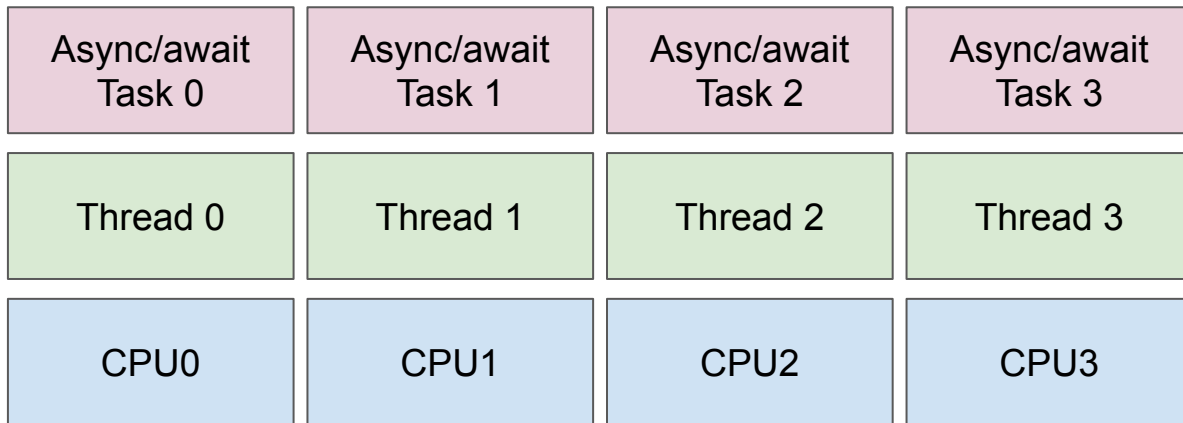 Async/await
Task 0
Async/await
Task 1
Async/await
Task 2
Async/await
Task 3
Thread 0
Thread 1
Thread 2
Thread 3
CPU0
CPU1
CPU2
CPU3